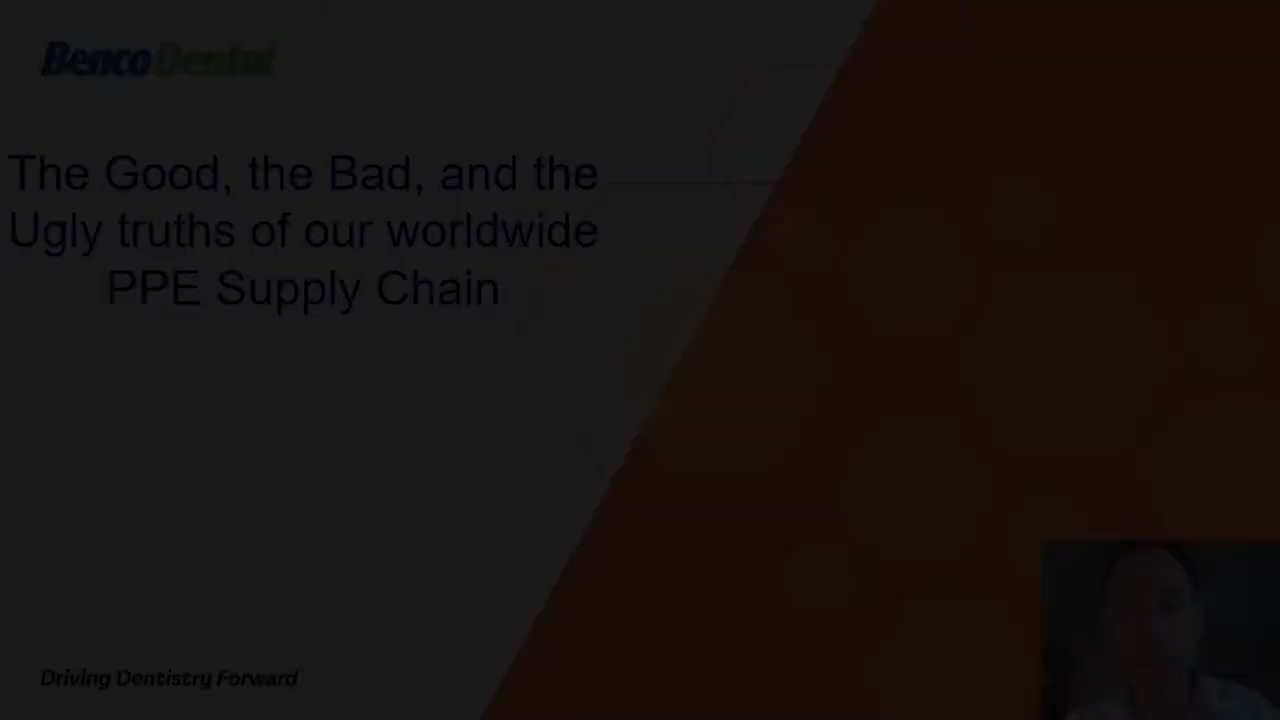 Benco Dental
The Good, the Bad, and the
Ugly truths of our worldwide
PPE Supply Chain
Driving Dentistry Forward